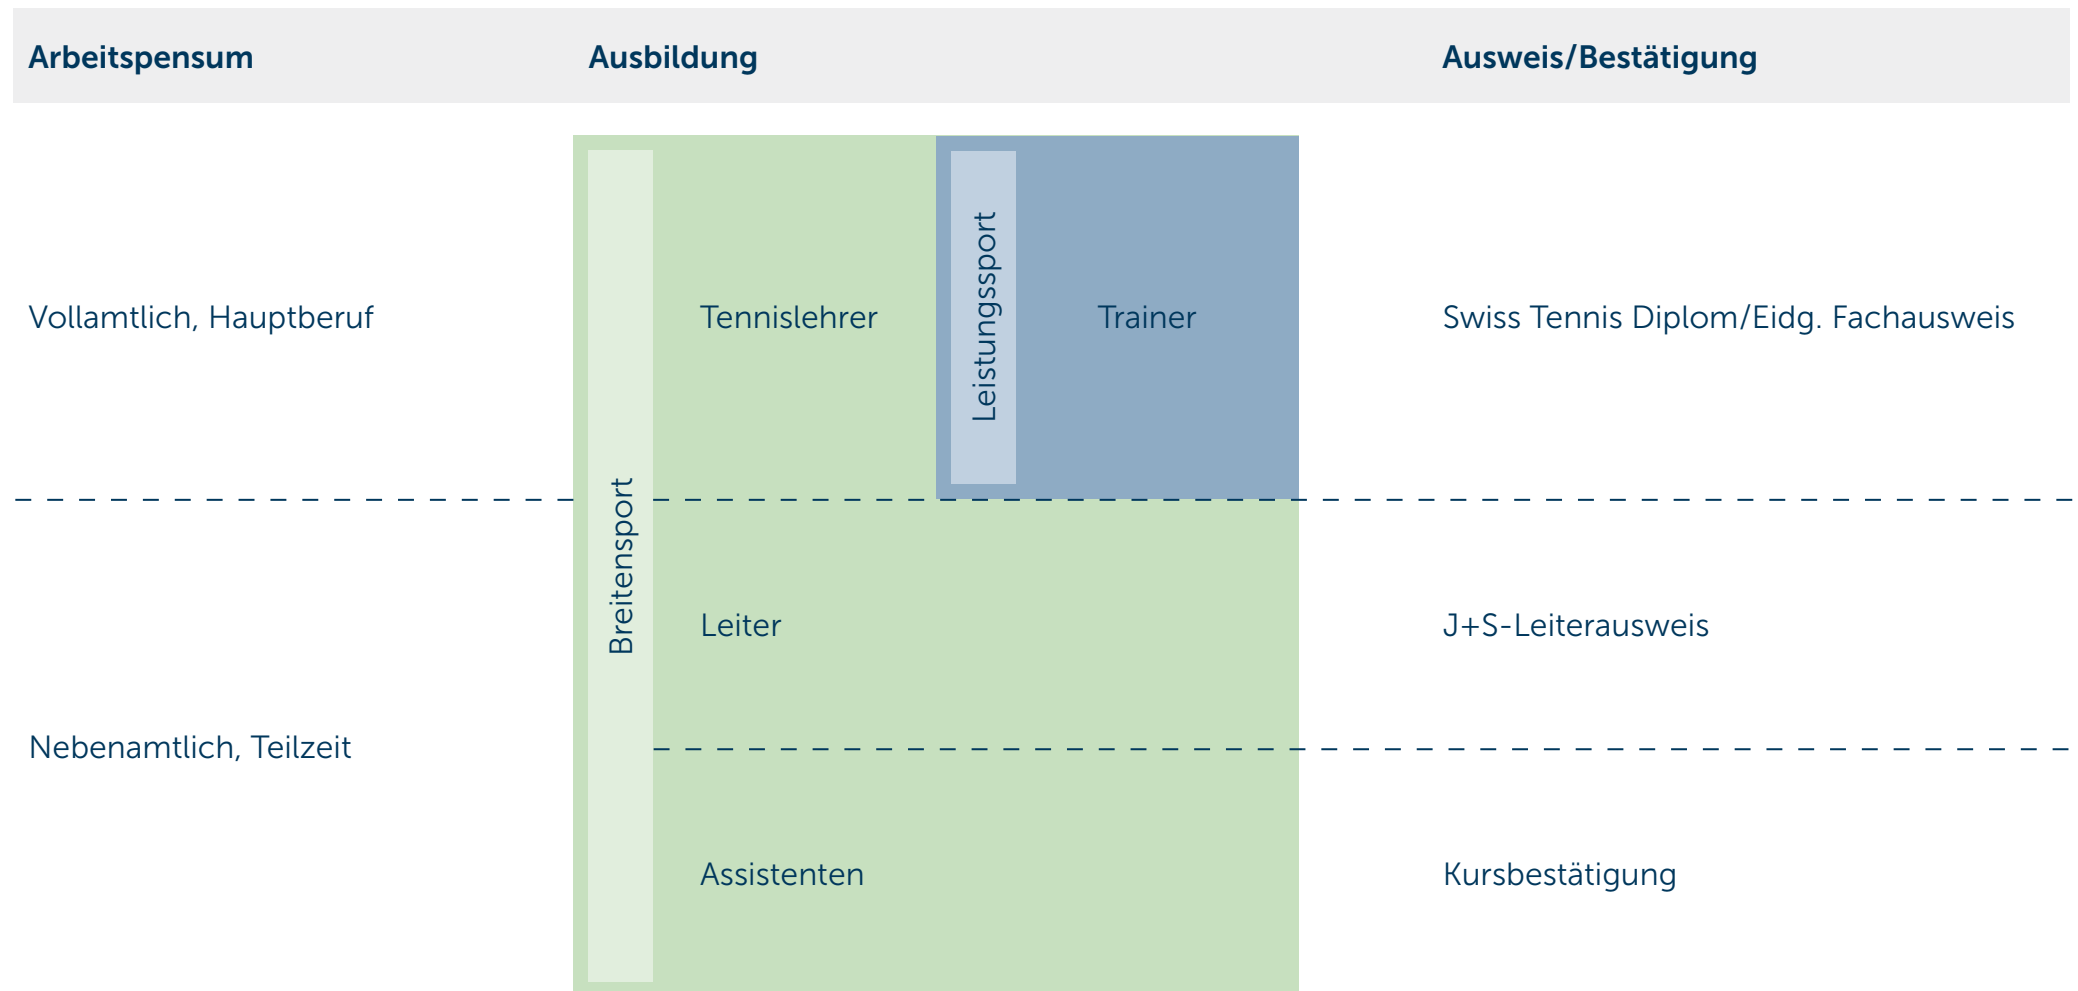 Arbeitspensum
Ausbildung
Ausweis/Bestätigung
Vollamtlich, Hauptberuf
Breitensport
Tennislehrer
Leistungssport
Trainer
Swiss Tennis Diplom/Eidg. Fachausweis
Nebenamtlich, Teilzeit
Leiter
J+S-Leiterausweis
Assistenten
Kursbestätigung